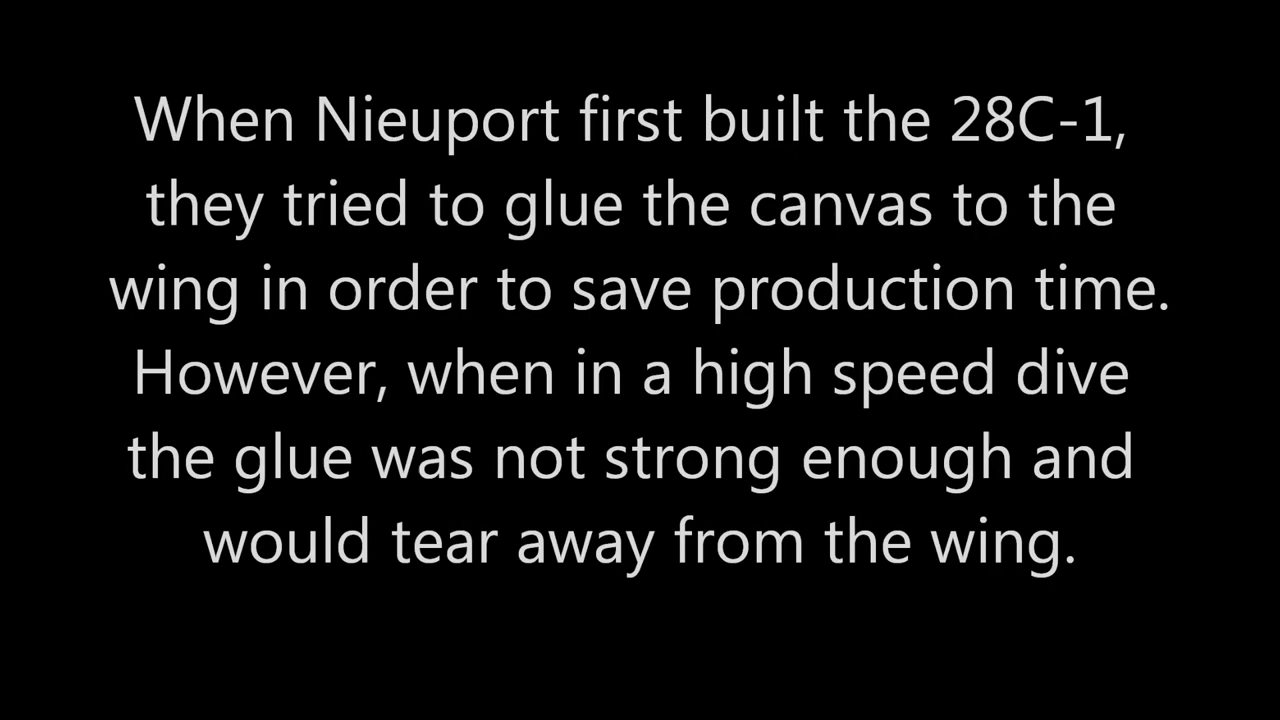 When Nieuport first built the 28C-1,
they tried to glue the canvas to the
wing in order to save production time.
However, when in a high speed dive
the glue was not strong enough and
would tear away from the wing.